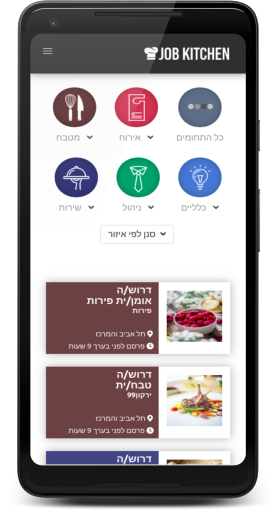 JOB KITCHEN
כל התחומים
אירוח
מטבח
כלליים
ניהול
שירות
סנן לפי איזור
דרוש/ה
אומן/ית פירות
פירות
תל אביב והמרכז
פרסם לפני בערך 9 שעות
דרוש/ה
טבח/ית
ירקון99
תל אביב והמרכז
פרסם לפני בערך 9 שעות
דרוש/ה